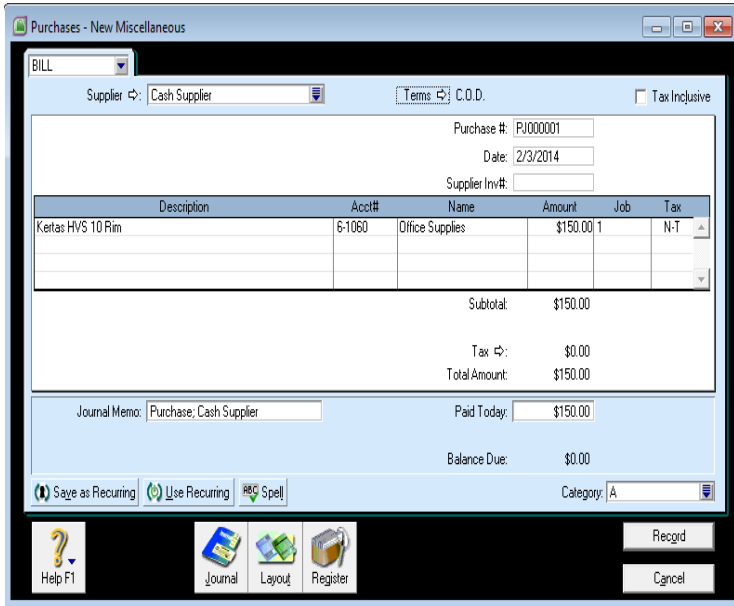 Purchases - New Miscellaneous
BILL
Supplier ⇨: Cash Supplier Terms ⇨: C.O.D. Tax Inclusive
Purchase #: PJ000001
Date: 2/3/2014
Supplier Inv#:
Description Acct# Name Amount Job Tax
Kertas HVS 10 Rim 6-1060 Office Supplies $150.00 1 N-T
Subtotal: $150.00
Tax ⇨: $0.00
Total Amount: $150.00
Journal Memo: Purchase; Cash Supplier Paid Today: $150.00
Balance Due: $0.00
Save as Recurring Use Recurring ABC Spell Category: A
Help F1 Journal Layout Register Record
Cancel